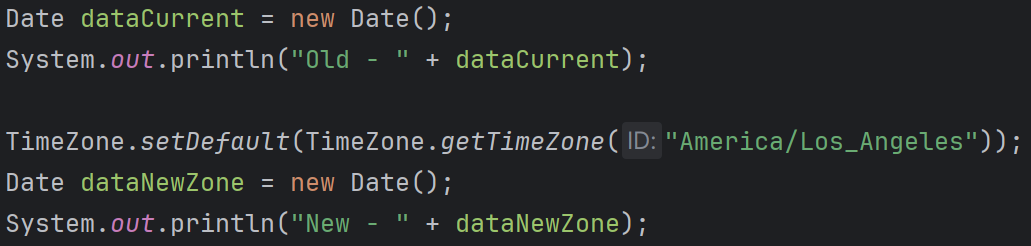 Date dataCurrent = new Date();
System.out.println("Old - " + dataCurrent);
TimeZone.setDefault(TimeZone.getTimeZone( ID: "America/Los_Angeles"));
Date dataNewZone = new Date();
System.out.println("New - " + dataNewZone);